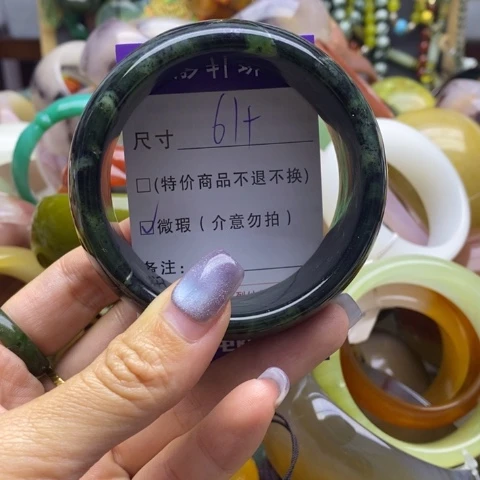 尺寸 61+
□(特价商品不退不换)
☑微瑕(介意勿拍)
备注: